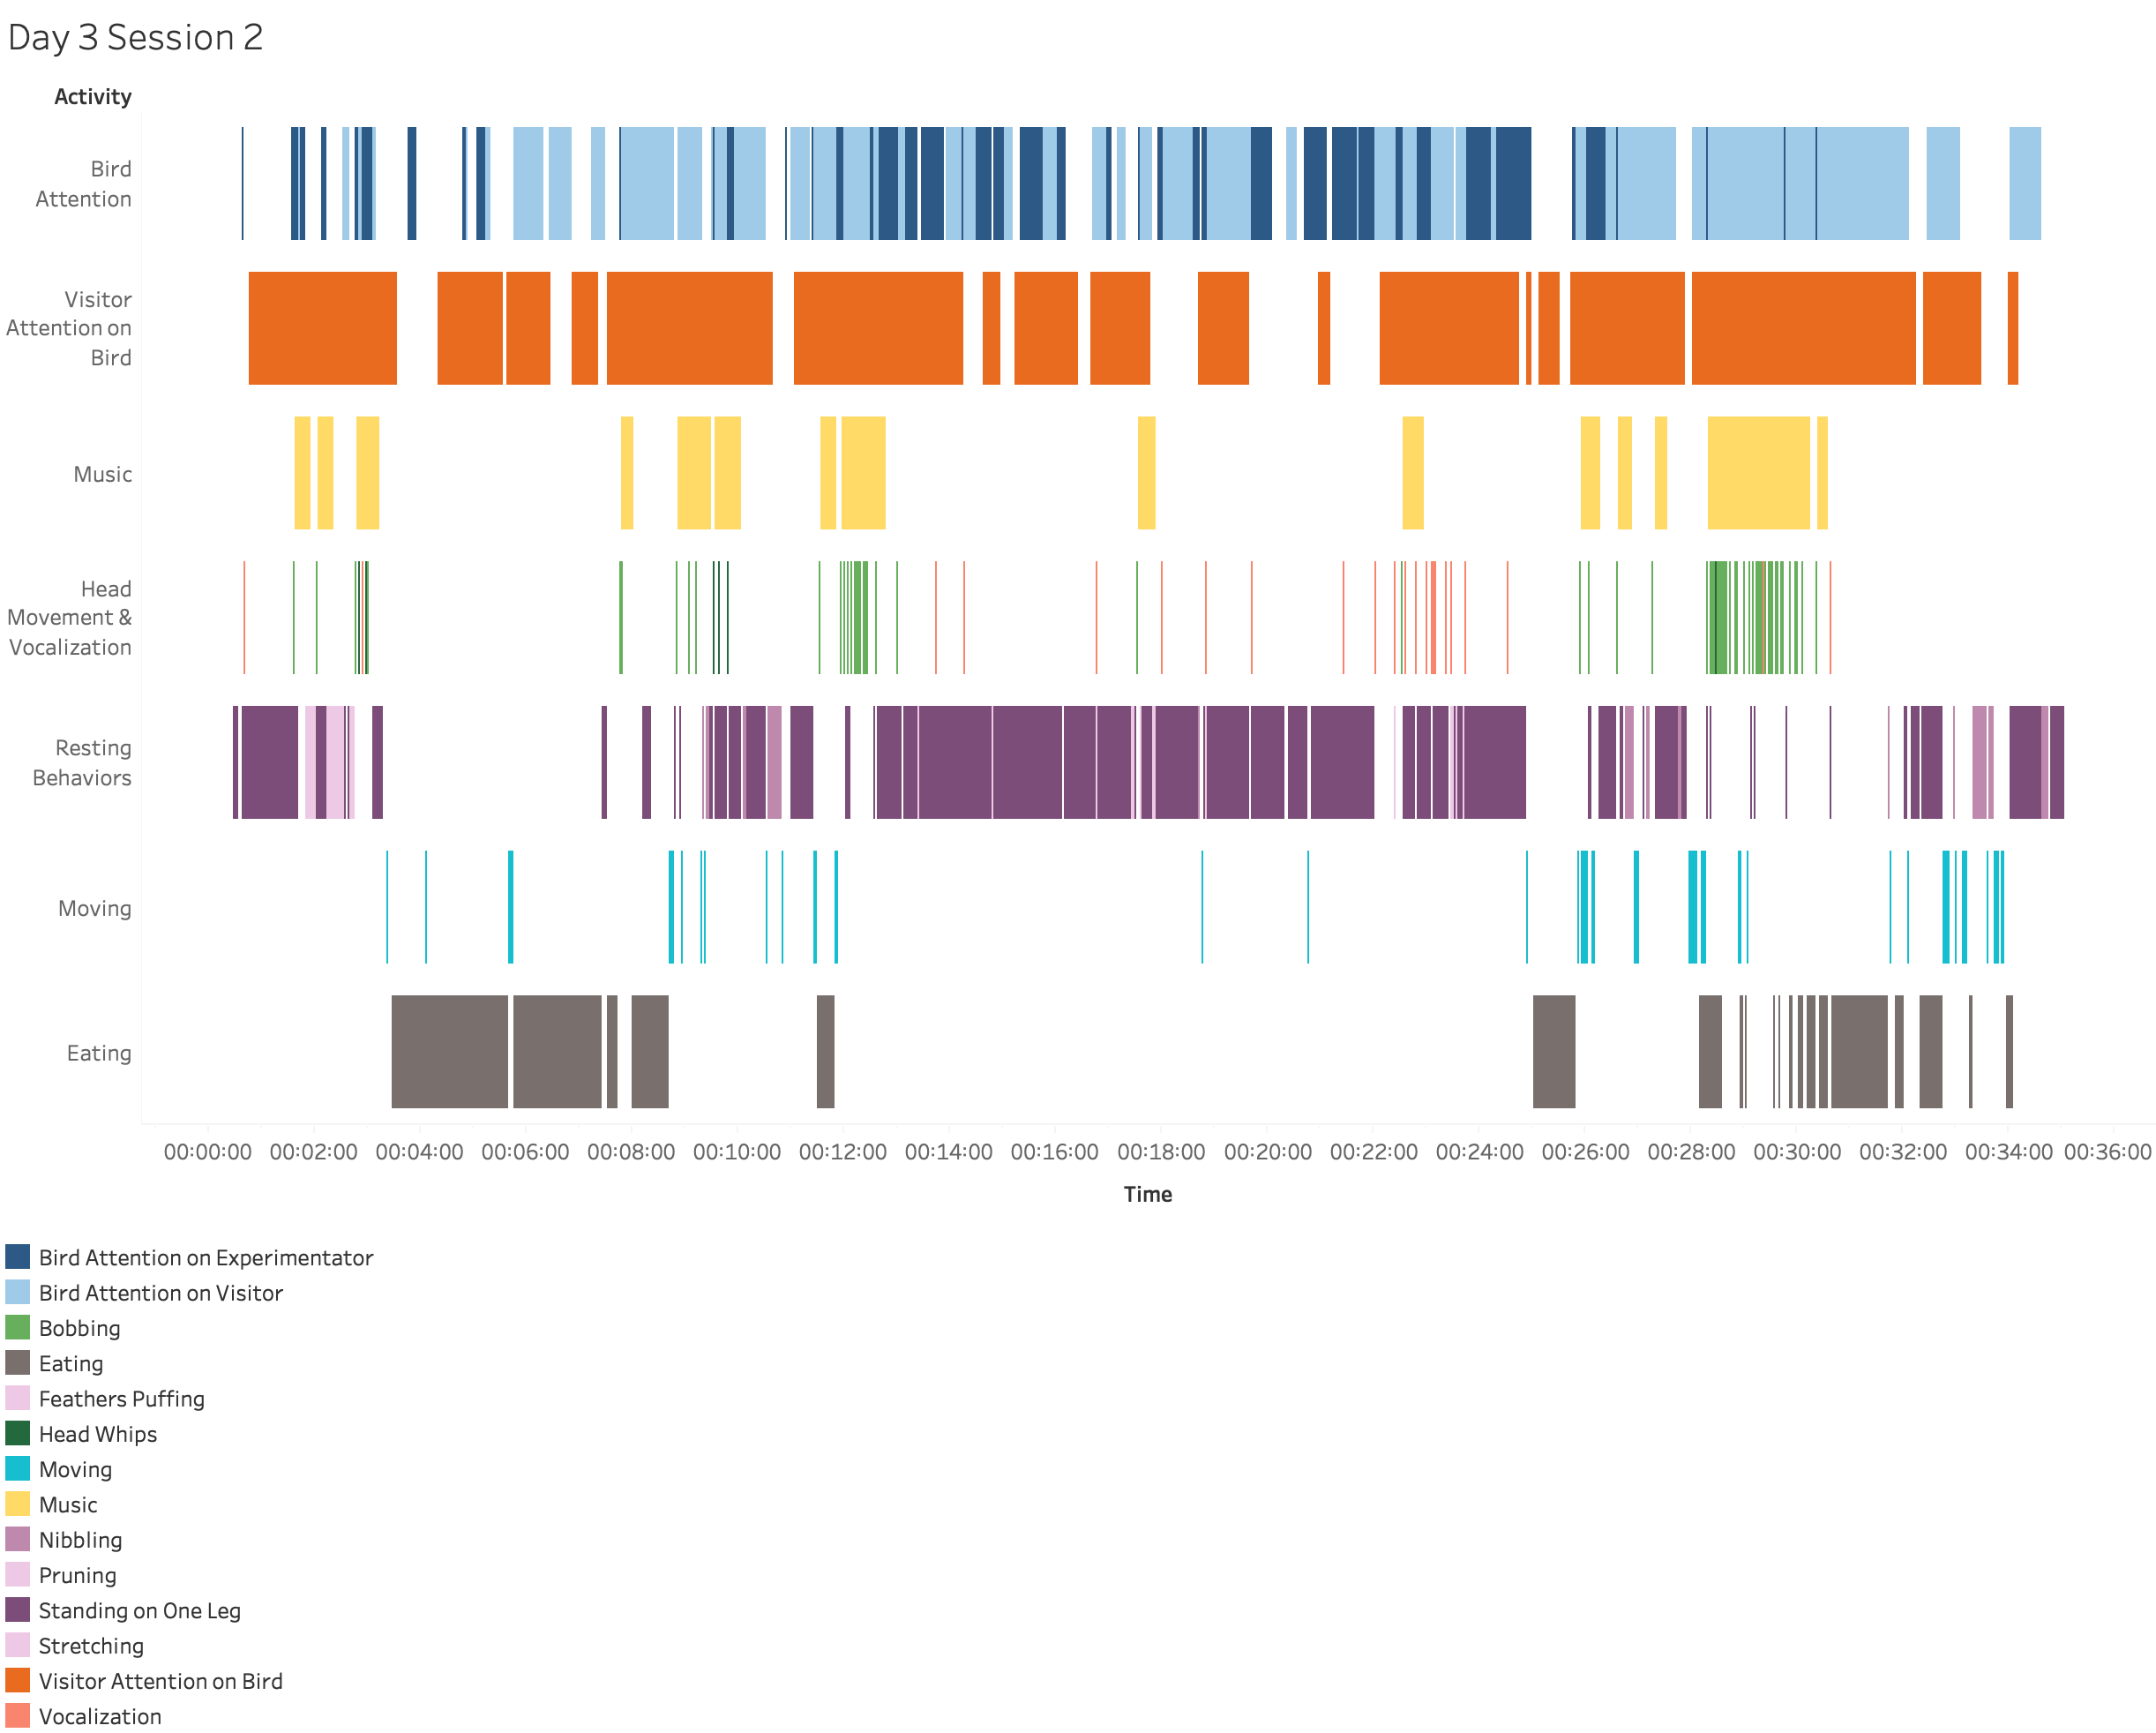 Day 3 Session 2
Activity
Bird
Attention
Visitor
Attention on
Bird
Music
Head
Movement &
Vocalization
Resting
Behaviors
Moving
Eating
00:00:00 00:02:00 00:04:00 00:06:00 00:08:00 00:10:00 00:12:00 00:14:00 00:16:00 00:18:00 00:20:00 00:22:00 00:24:00 00:26:00 00:28:00 00:30:00 00:32:00 00:34:00 00:36:00
Time
Bird Attention on Experimentator
Bird Attention on Visitor
Bobbing
Eating
Feathers Puffing
Head Whips
Moving
Music
Nibbling
Pruning
Standing on One Leg
Stretching
Visitor Attention on Bird
Vocalization